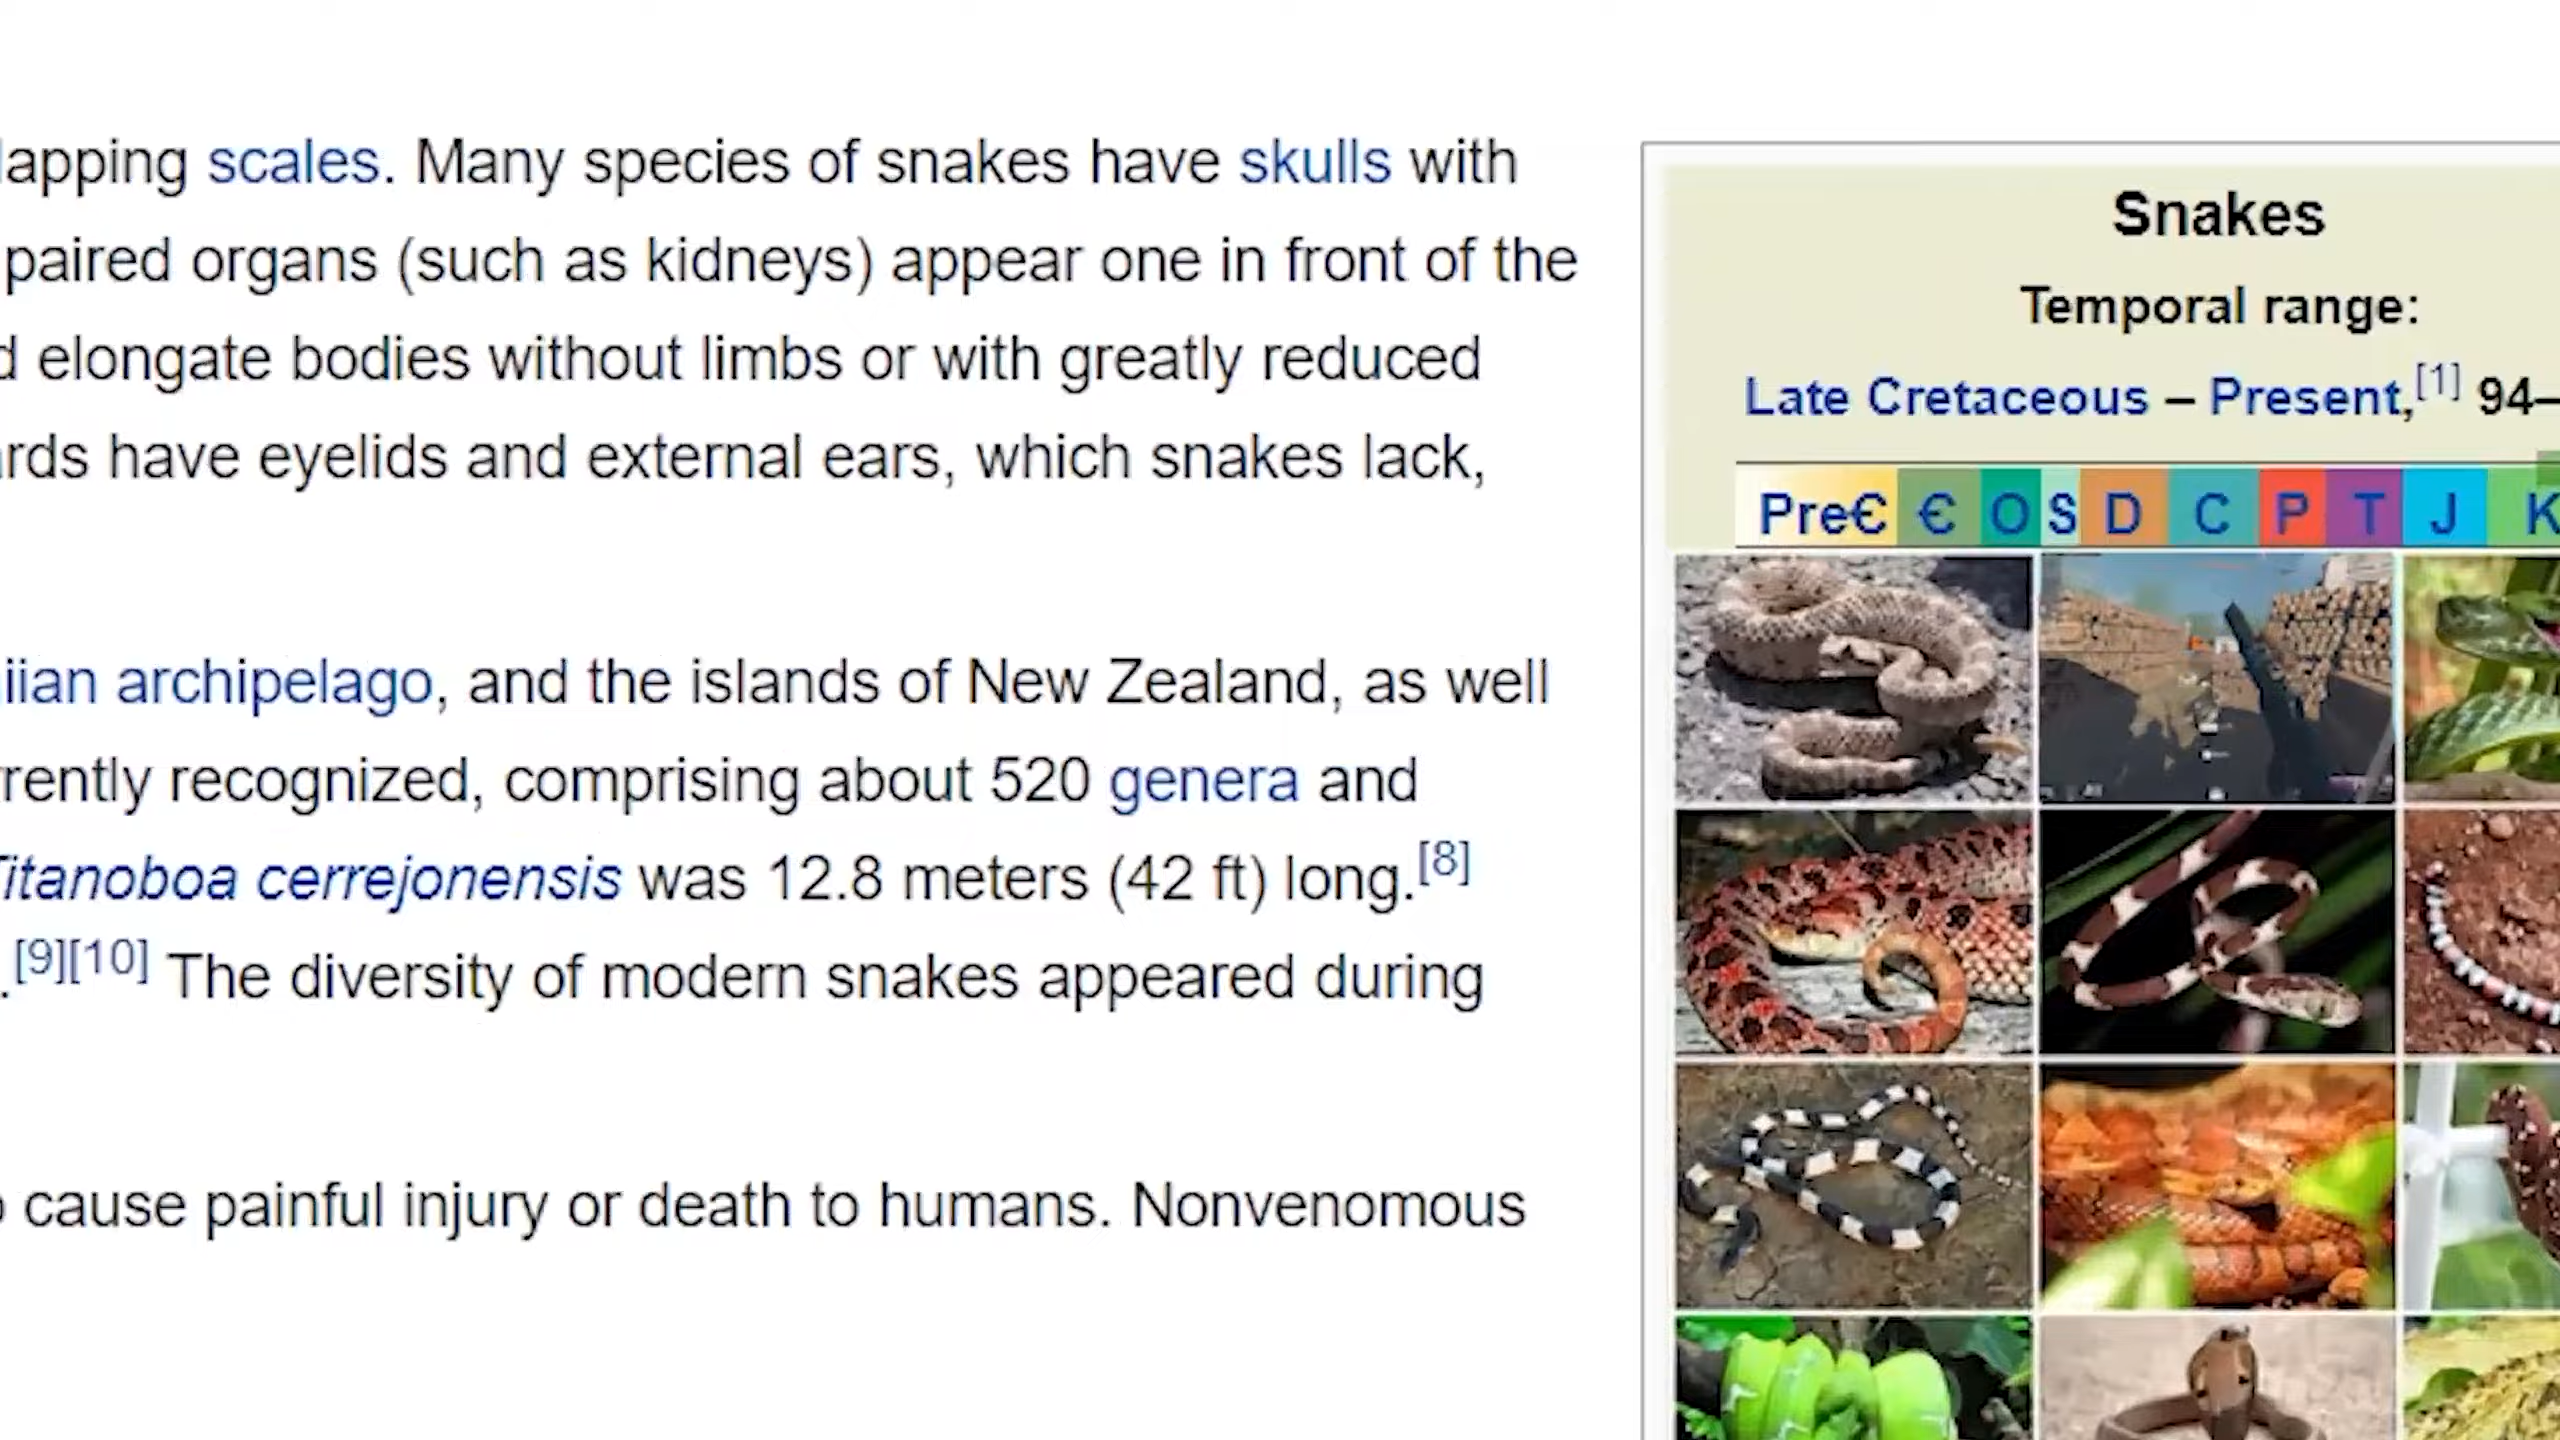 lapping scales. Many species of snakes have skulls with
paired organs (such as kidneys) appear one in front of the
d elongate bodies without limbs or with greatly reduced
ards have eyelids and external ears, which snakes lack,
iian archipelago, and the islands of New Zealand, as well
rrently recognized, comprising about 520 genera and
Titanoboa cerrejonensis was 12.8 meters (42 ft) long.[8]
.[9][10] The diversity of modern snakes appeared during
o cause painful injury or death to humans. Nonvenomous
Snakes
Temporal range:
Late Cretaceous – Present,[1] 94–
PreꞒ Ꞓ O S D C P T J K